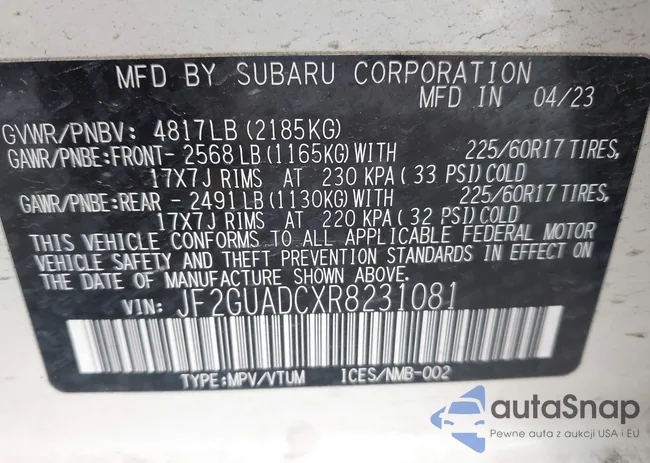 MFD BY SUBARU CORPORATION
MFD IN 04/23
GVWR/PNBV: 4817LB (2185KG)
GAWR/PNBE:FRONT- 2568LB (1165KG) WITH 225/60R17 TIRES,
17X7J RIMS AT 230 KPA (33 PSI) COLD
GAWR/PNBE:REAR - 2491LB (1130KG) WITH 225/60R17 TIRES,
17X7J RIMS AT 220 KPA (32 PSI) COLD
THIS VEHICLE CONFORMS TO ALL APPLICABLE FEDERAL MOTOR
VEHICLE SAFETY AND THEFT PREVENTION STANDARDS IN EFFECT ON
THE DATE OF MANUFACTURE SHOWN ABOVE.
VIN: JF2GUADCXR8231081
TYPE:MPV/VTUM ICES/NMB-002
autaSnap
Pewne auta z aukcji USA i EU